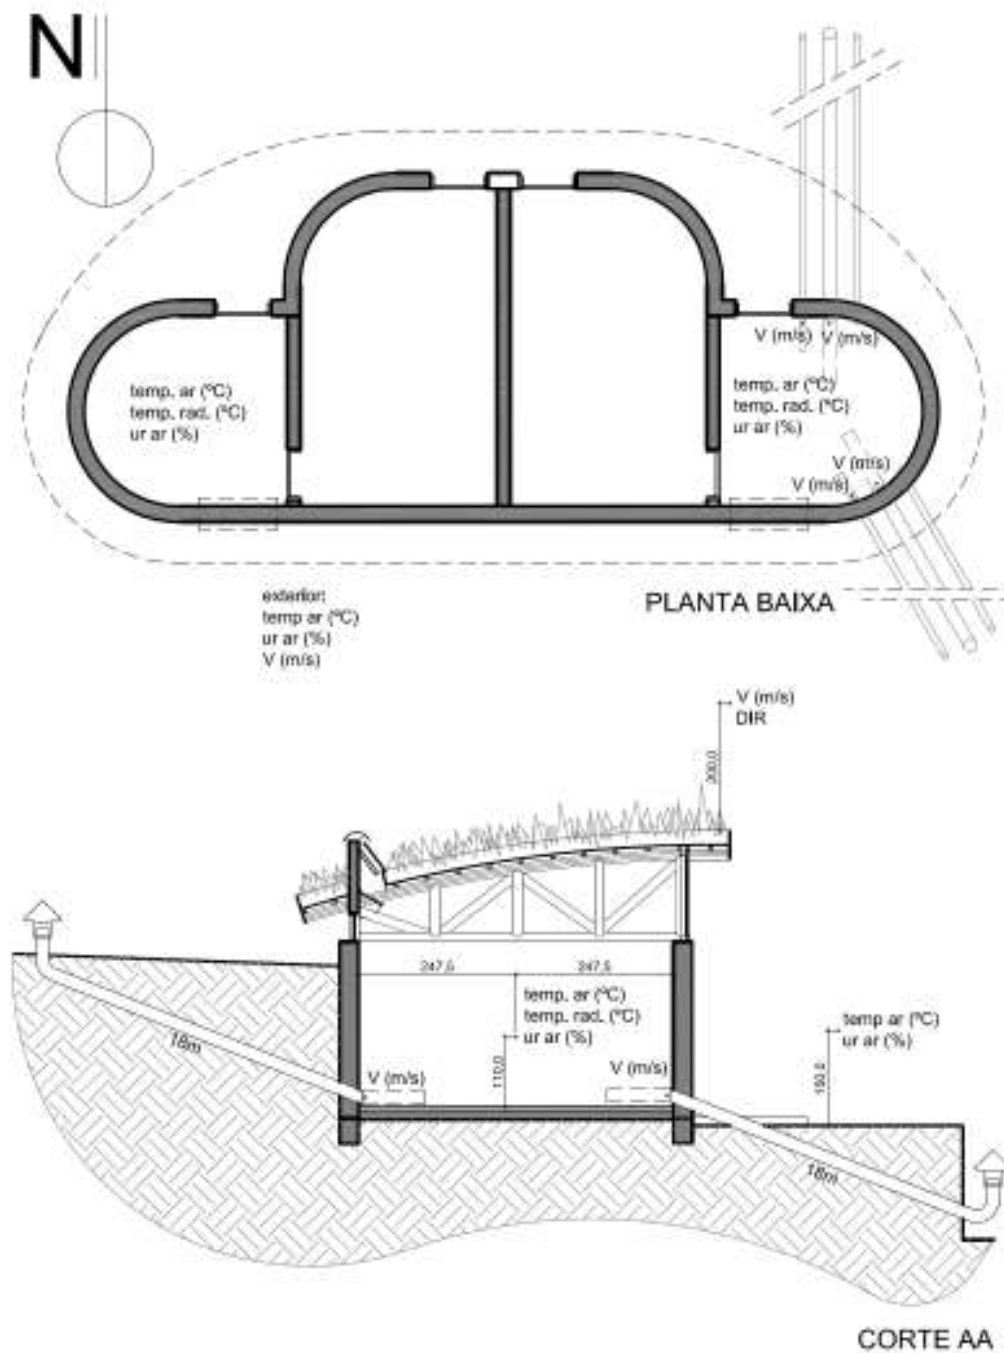 N
V (m/s) V (m/s)
temp. ar (ºC)
temp. rad. (ºC)
ur ar (%)
temp. ar (ºC)
temp. rad. (ºC)
ur ar (%)
V (m/s)
V (m/s)
exterior:
temp ar (ºC)
ur ar (%)
V (m/s)
PLANTA BAIXA
V (m/s)
DIR
200,0
247,5
247,5
temp. ar (ºC)
temp. rad. (ºC)
ur ar (%)
temp ar (ºC)
ur ar (%)
18m
V (m/s)
110,0
V (m/s)
150,0
18m
CORTE AA